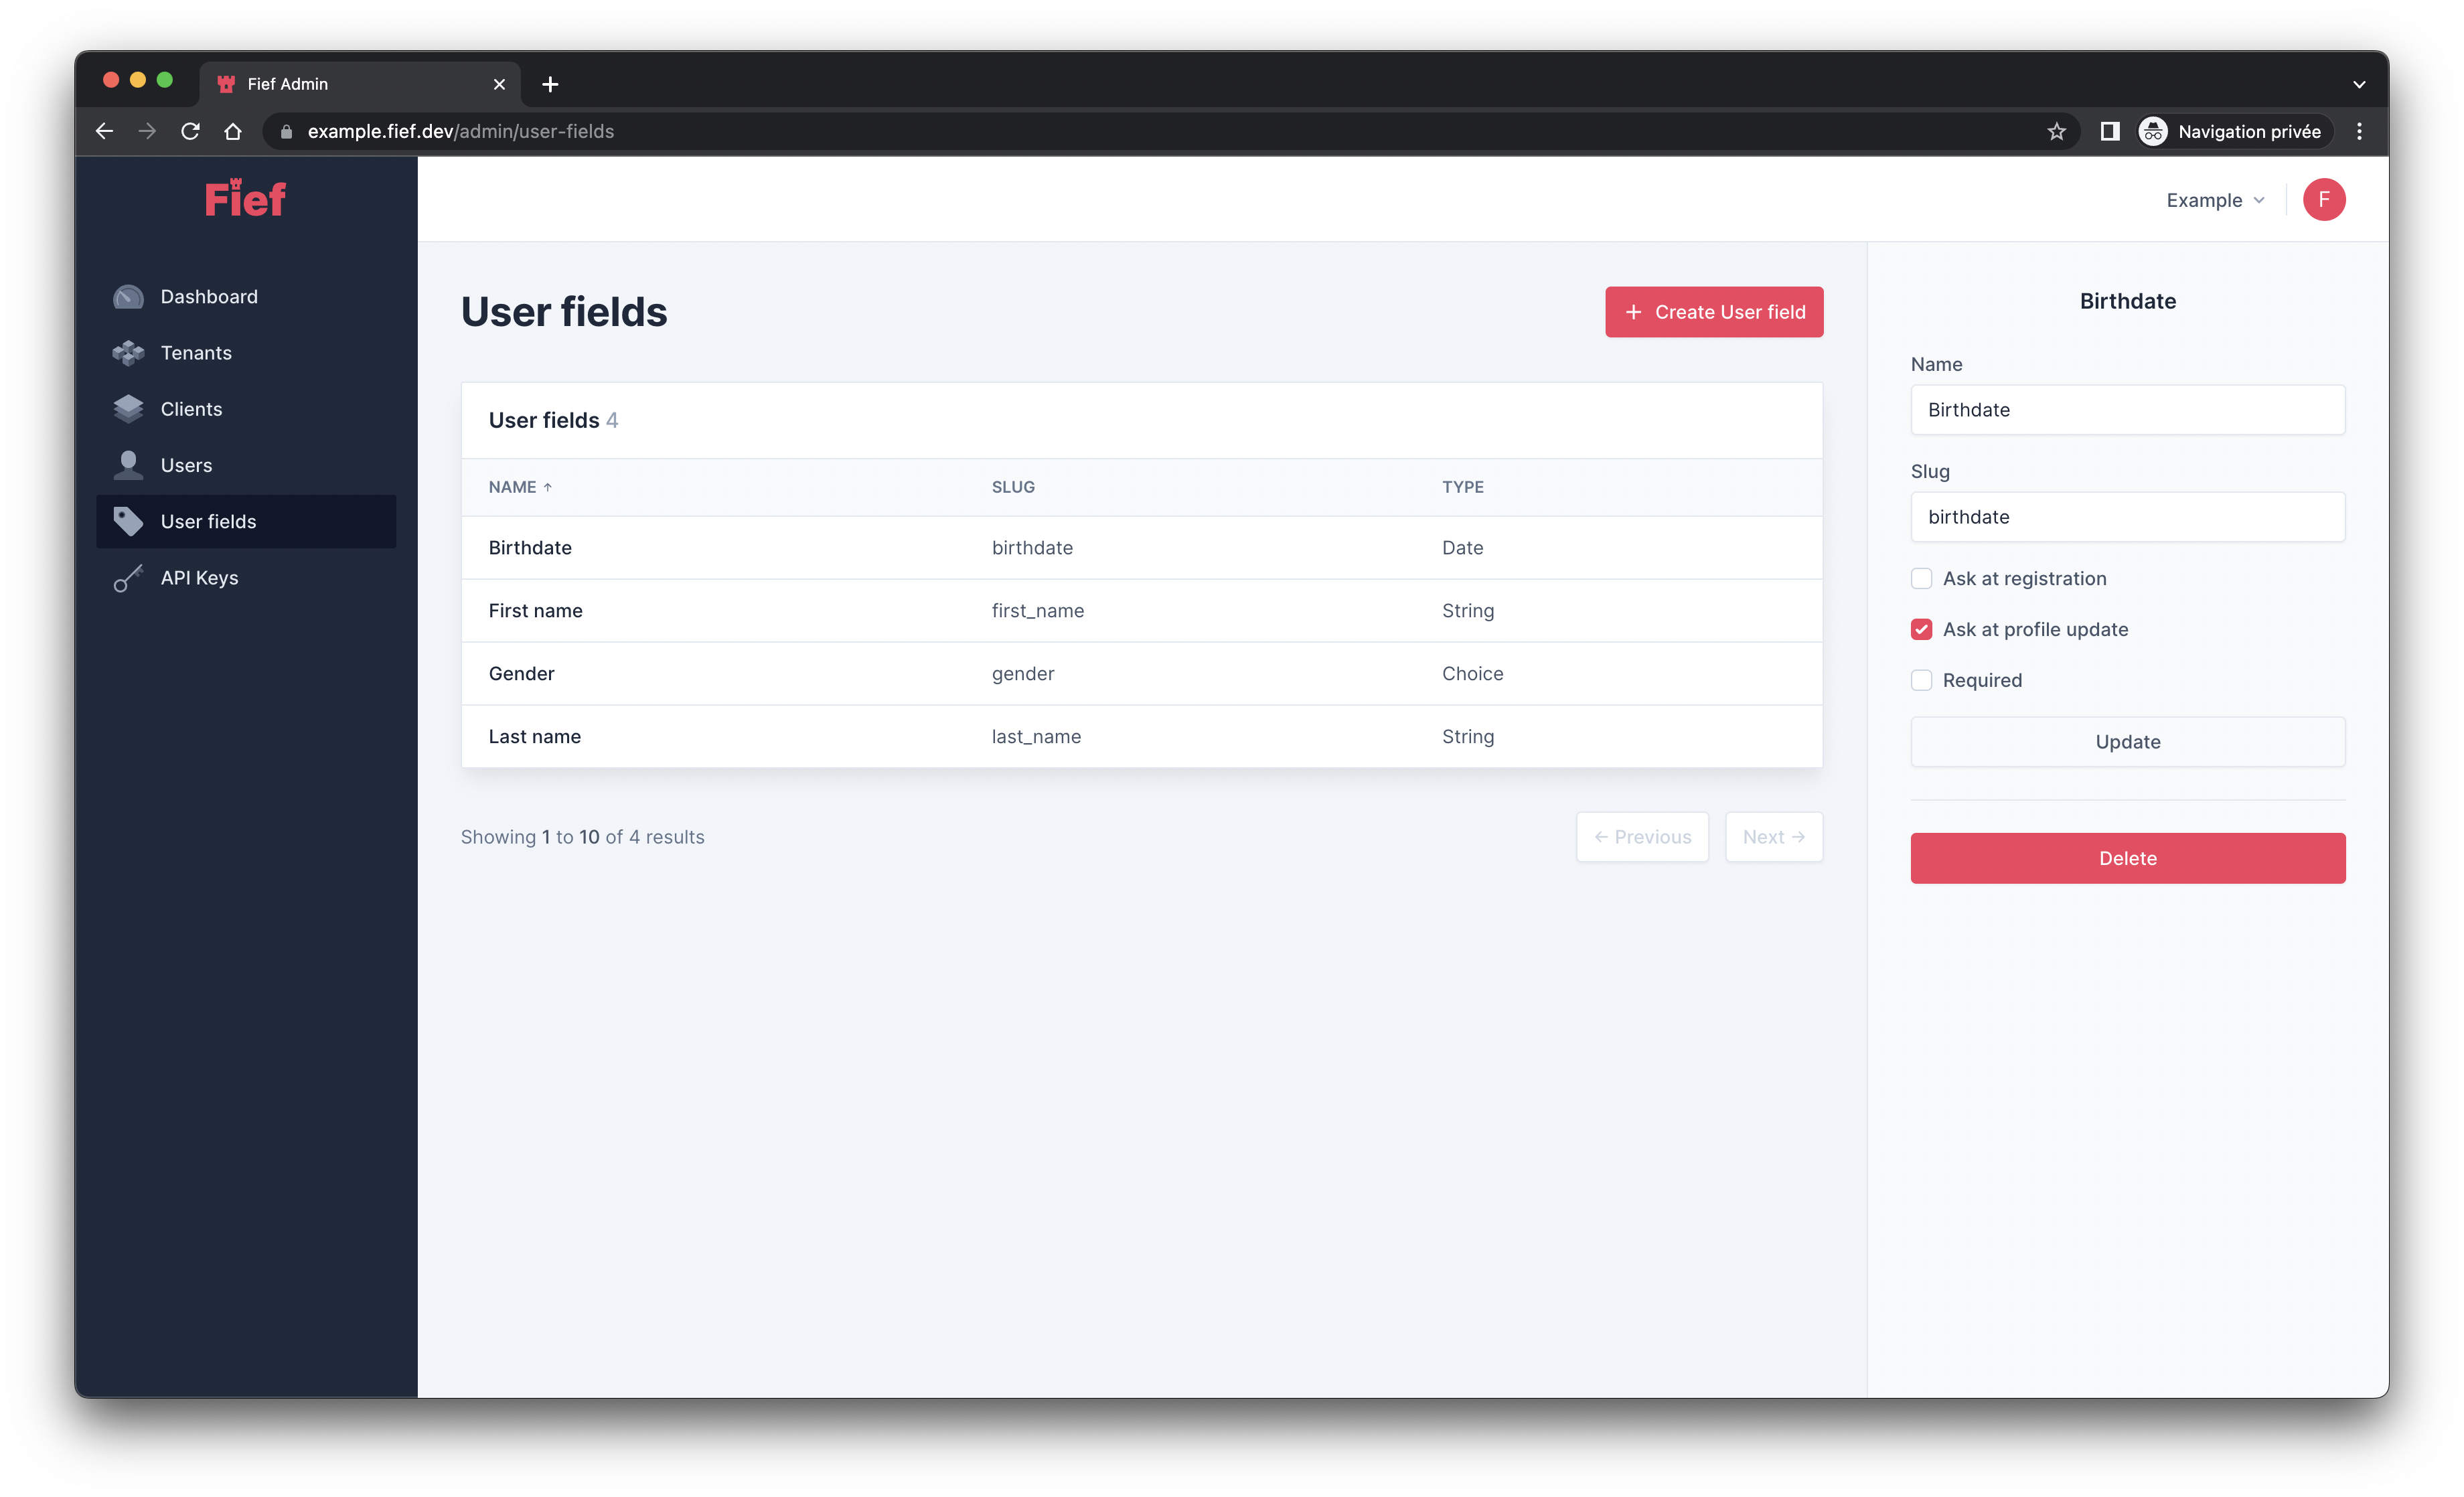 Fief Admin
example.fief.dev/admin/user-fields
Navigation privée
Fief
Example
F
Dashboard
Tenants
Clients
Users
User fields
API Keys
User fields
+ Create User field
User fields 4
NAME ↑ SLUG TYPE
Birthdate birthdate Date
First name first_name String
Gender gender Choice
Last name last_name String
Showing 1 to 10 of 4 results
← Previous Next →
Birthdate
Name
Birthdate
Slug
birthdate
Ask at registration
Ask at profile update
Required
Update
Delete